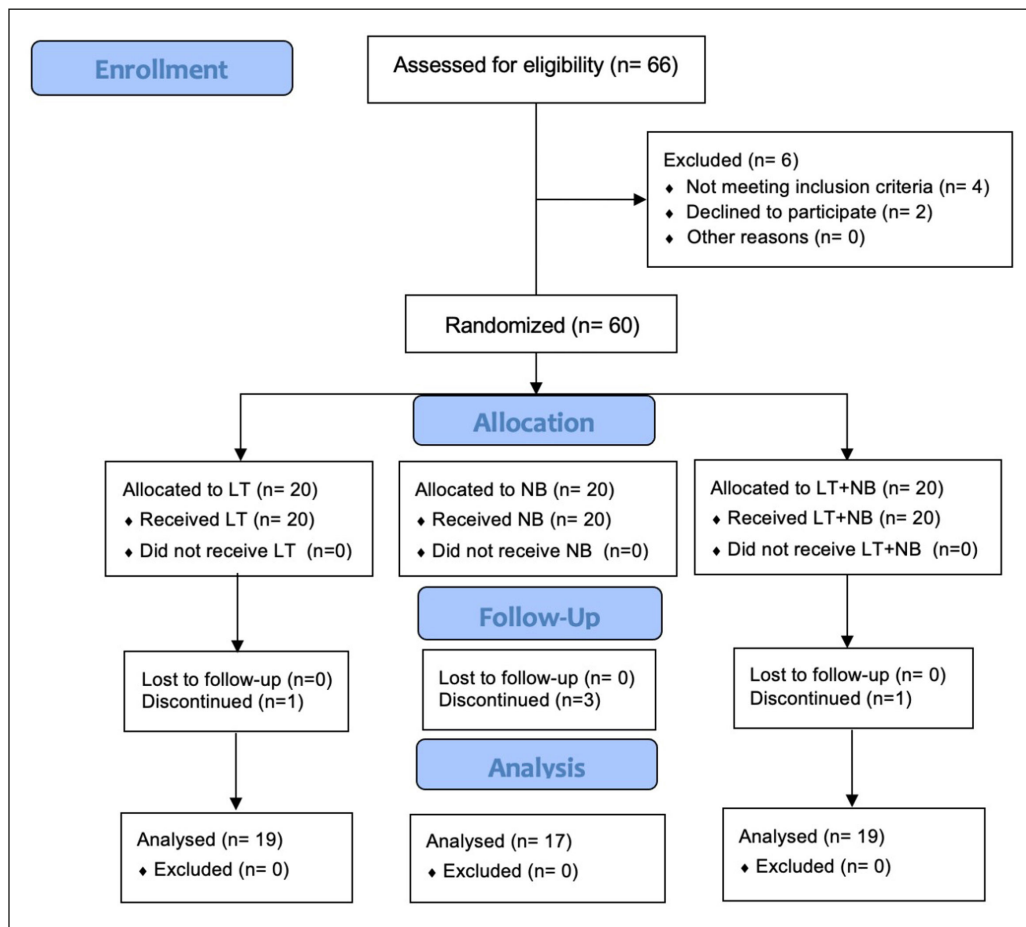 Enrollment
Assessed for eligibility (n= 66)
Excluded (n= 6)
♦ Not meeting inclusion criteria (n= 4)
♦ Declined to participate (n= 2)
♦ Other reasons (n= 0)
Randomized (n= 60)
Allocation
Allocated to LT (n= 20)
♦ Received LT (n= 20)
♦ Did not receive LT (n=0)
Allocated to NB (n= 20)
♦ Received NB (n= 20)
♦ Did not receive NB (n=0)
Allocated to LT+NB (n= 20)
♦ Received LT+NB (n= 20)
♦ Did not receive LT+NB (n=0)
Follow-Up
Lost to follow-up (n=0)
Discontinued (n=1)
Lost to follow-up (n= 0)
Discontinued (n=3)
Lost to follow-up (n= 0)
Discontinued (n=1)
Analysis
Analysed (n= 19)
♦ Excluded (n= 0)
Analysed (n= 17)
♦ Excluded (n= 0)
Analysed (n= 19)
♦ Excluded (n= 0)